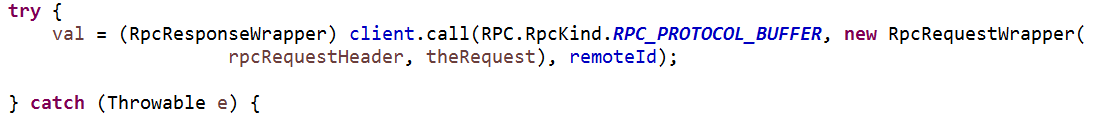 try {
    val = (RpcResponseWrapper) client.call(RPC.RpcKind.RPC_PROTOCOL_BUFFER, new RpcRequestWrapper(
                rpcRequestHeader, theRequest), remoteId);
} catch (Throwable e) {